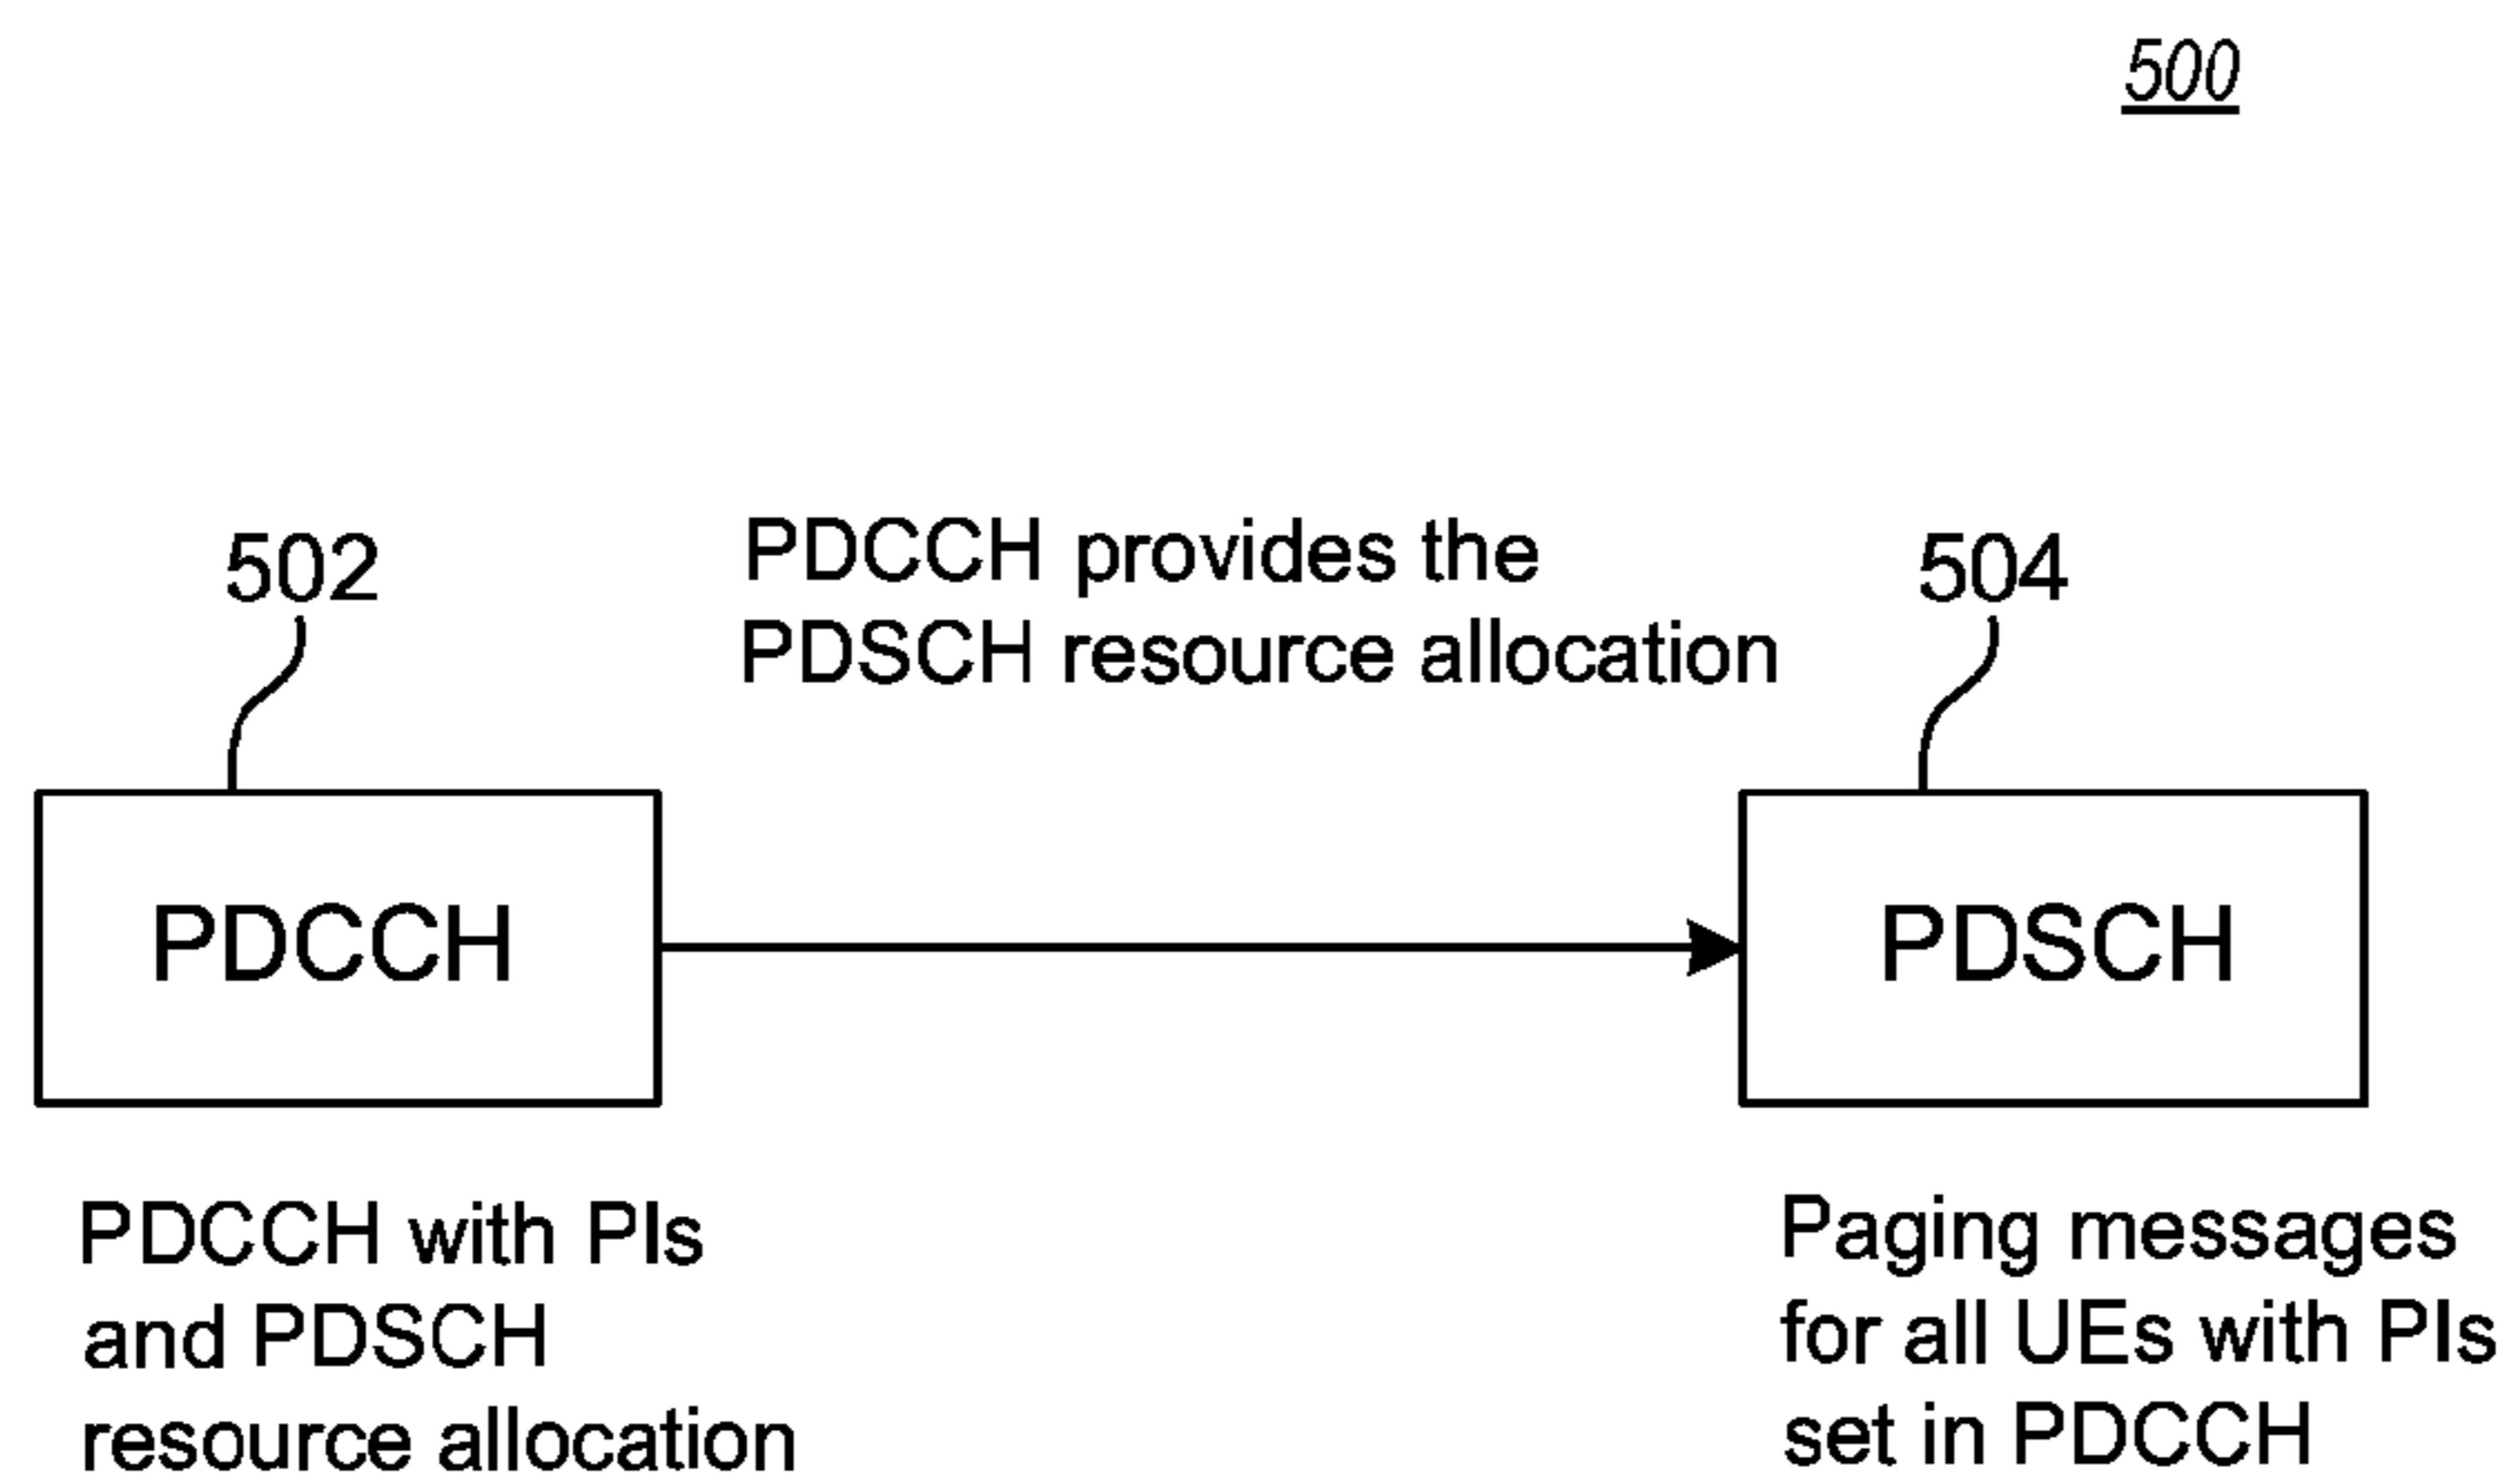 500
502
PDCCH provides the
PDSCH resource allocation
504
PDCCH
PDSCH
PDCCH with PIs
and PDSCH
resource allocation
Paging messages
for all UEs with PIs
set in PDCCH